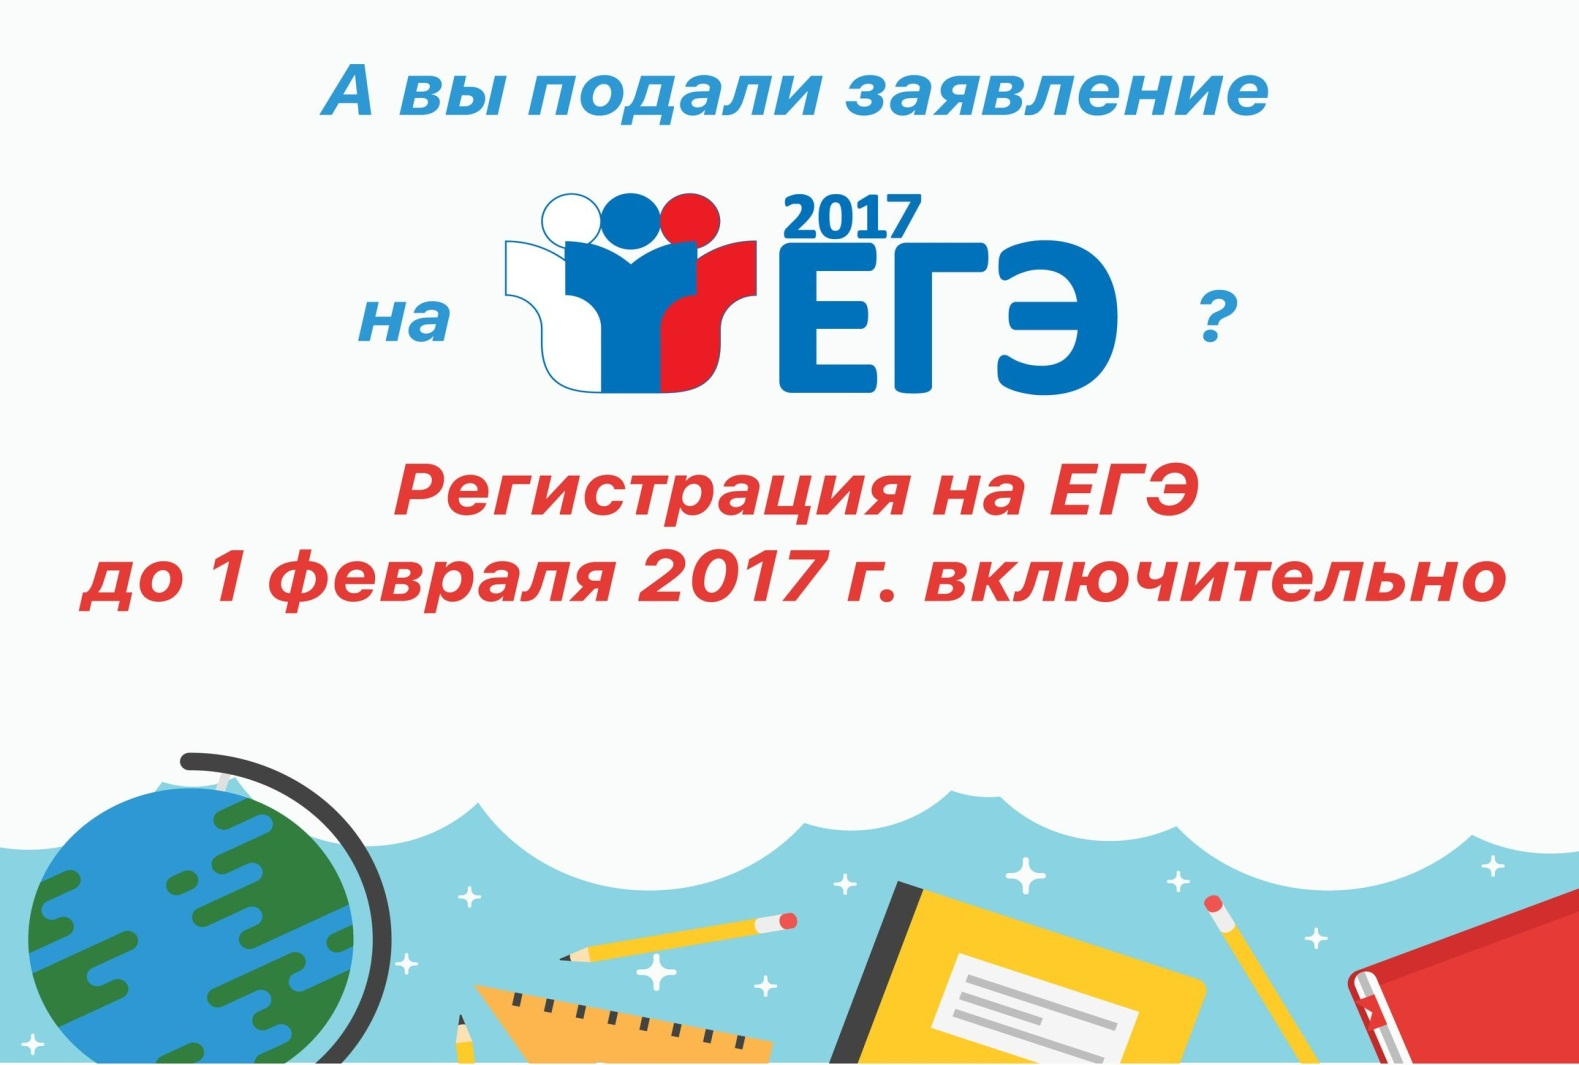 А вы подали заявление
2017
на ЕГЭ ?
Регистрация на ЕГЭ
до 1 февраля 2017 г. включительно